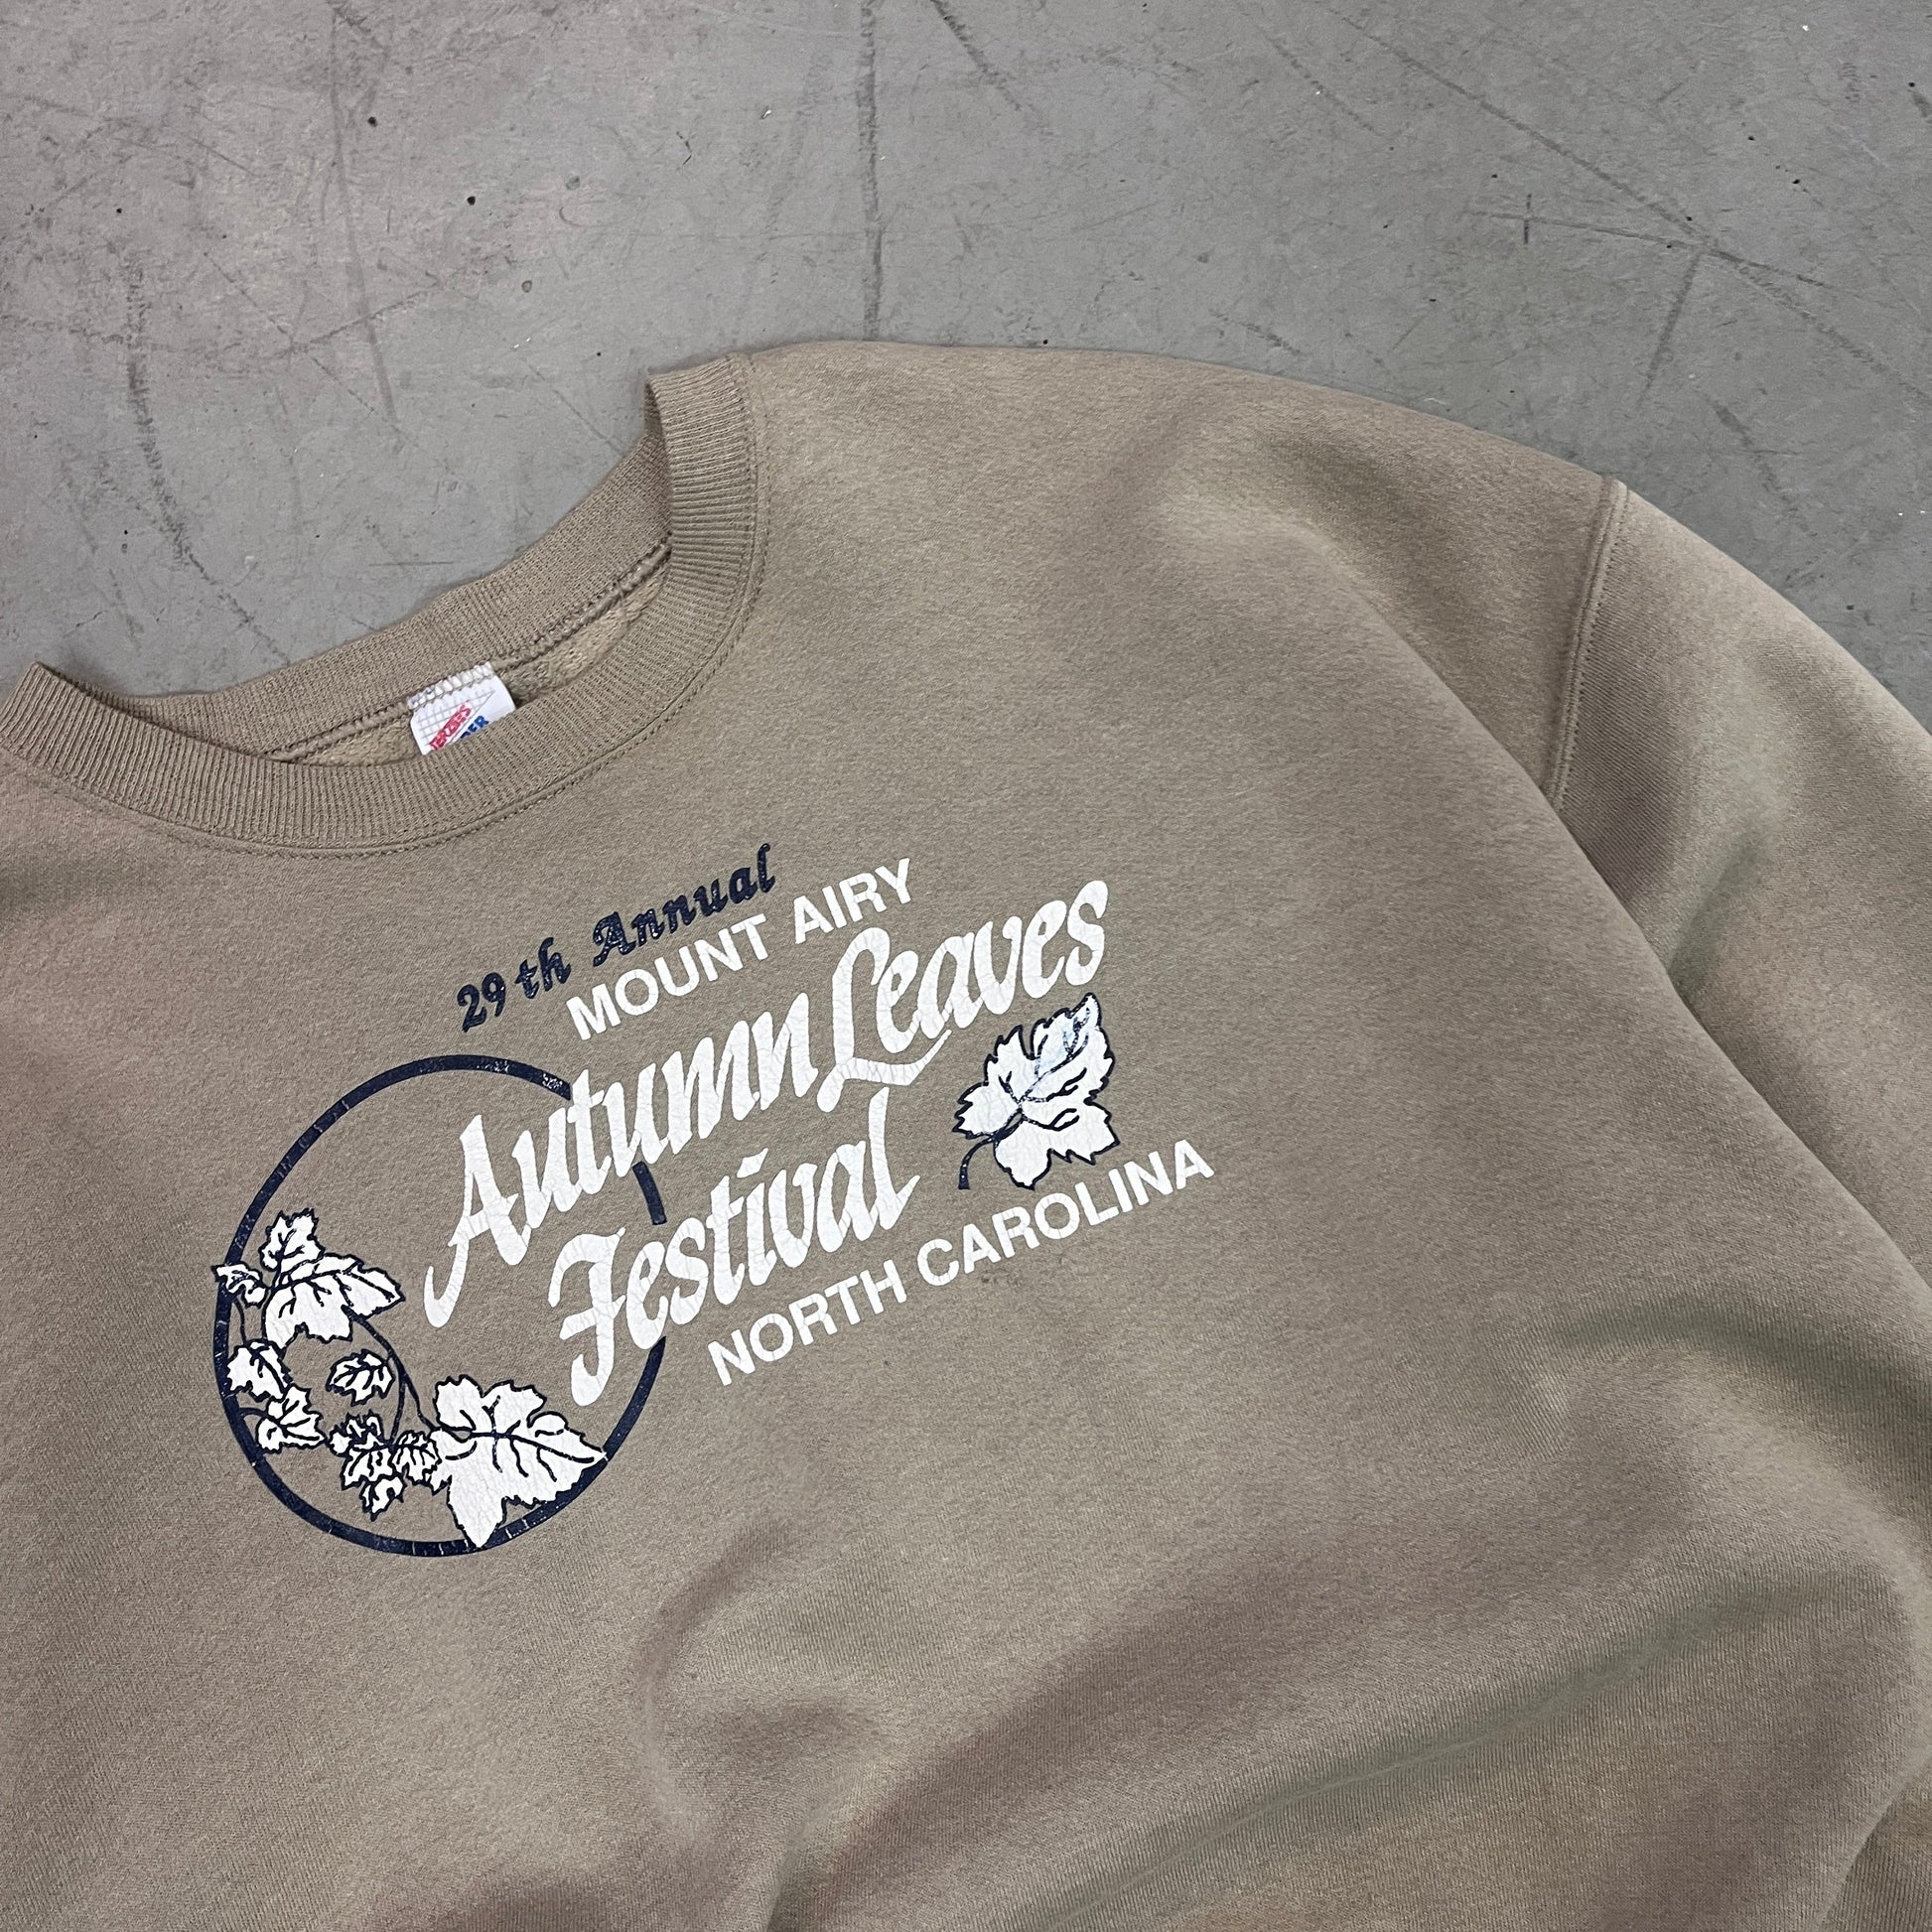 29th Annual
MOUNT AIRY
Autumn Leaves
Festival
NORTH CAROLINA